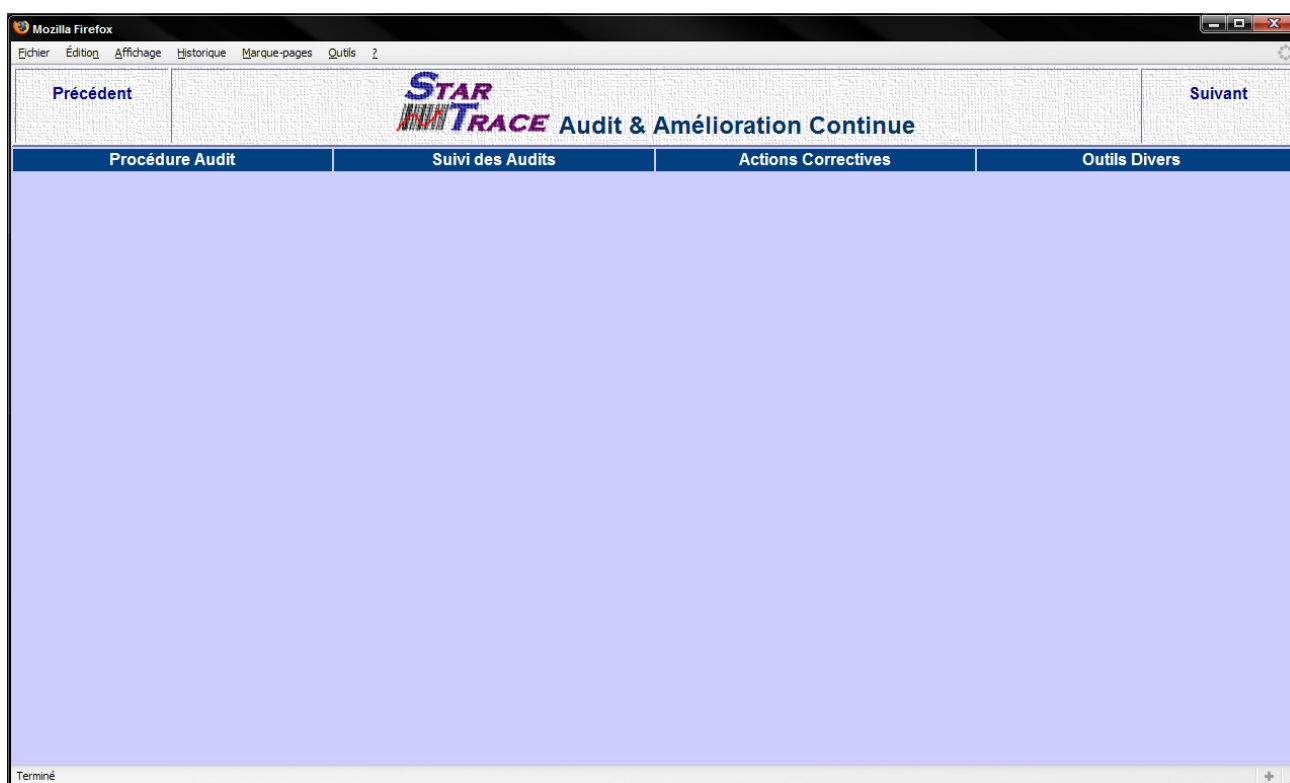 Mozilla Firefox
Fichier Édition Affichage Historique Marque-pages Outils ?
Précédent
STAR
TRACE Audit & Amélioration Continue
Suivant
Procédure Audit Suivi des Audits Actions Correctives Outils Divers
Terminé